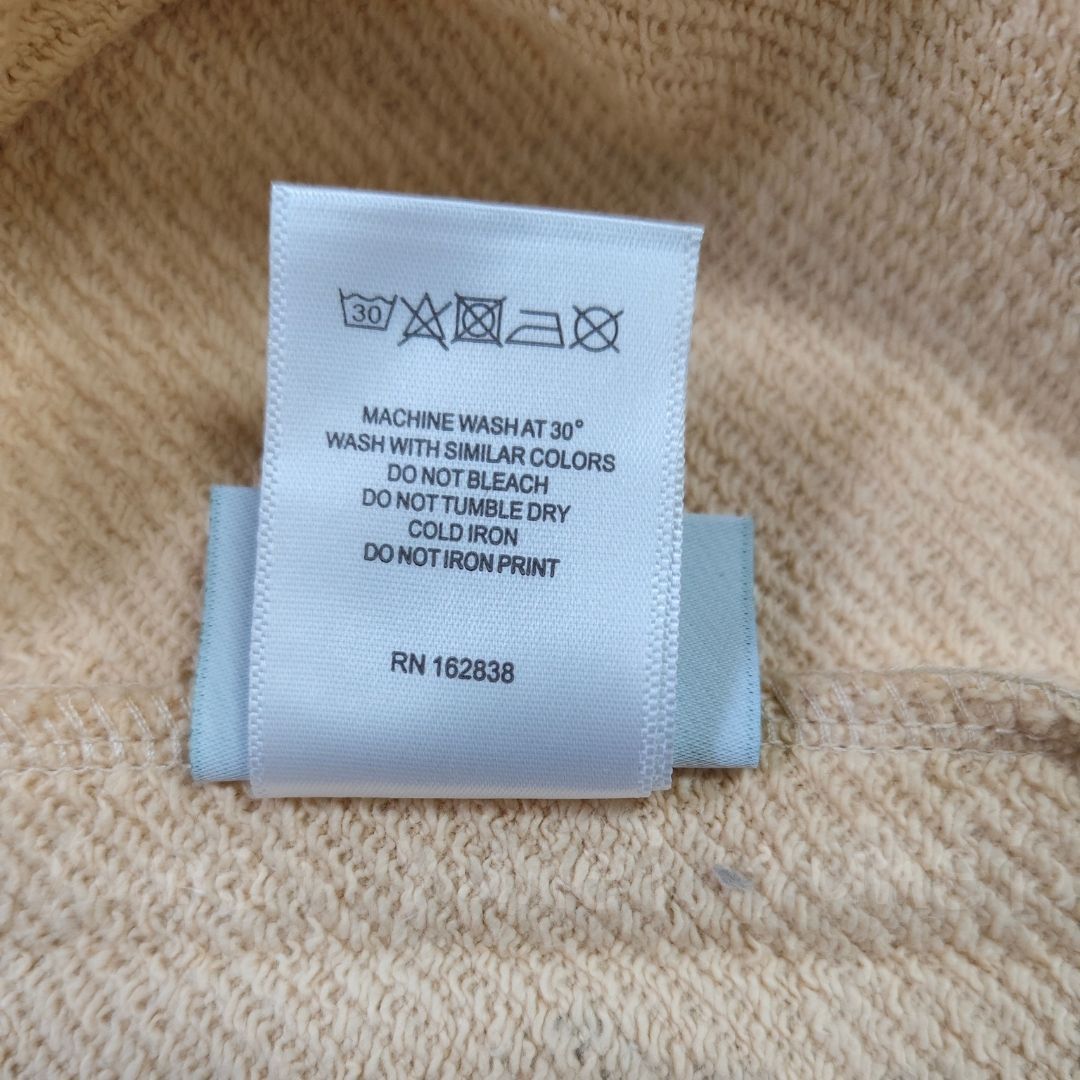 30
MACHINE WASH AT 30°
WASH WITH SIMILAR COLORS
DO NOT BLEACH
DO NOT TUMBLE DRY
COLD IRON
DO NOT IRON PRINT
RN 162838